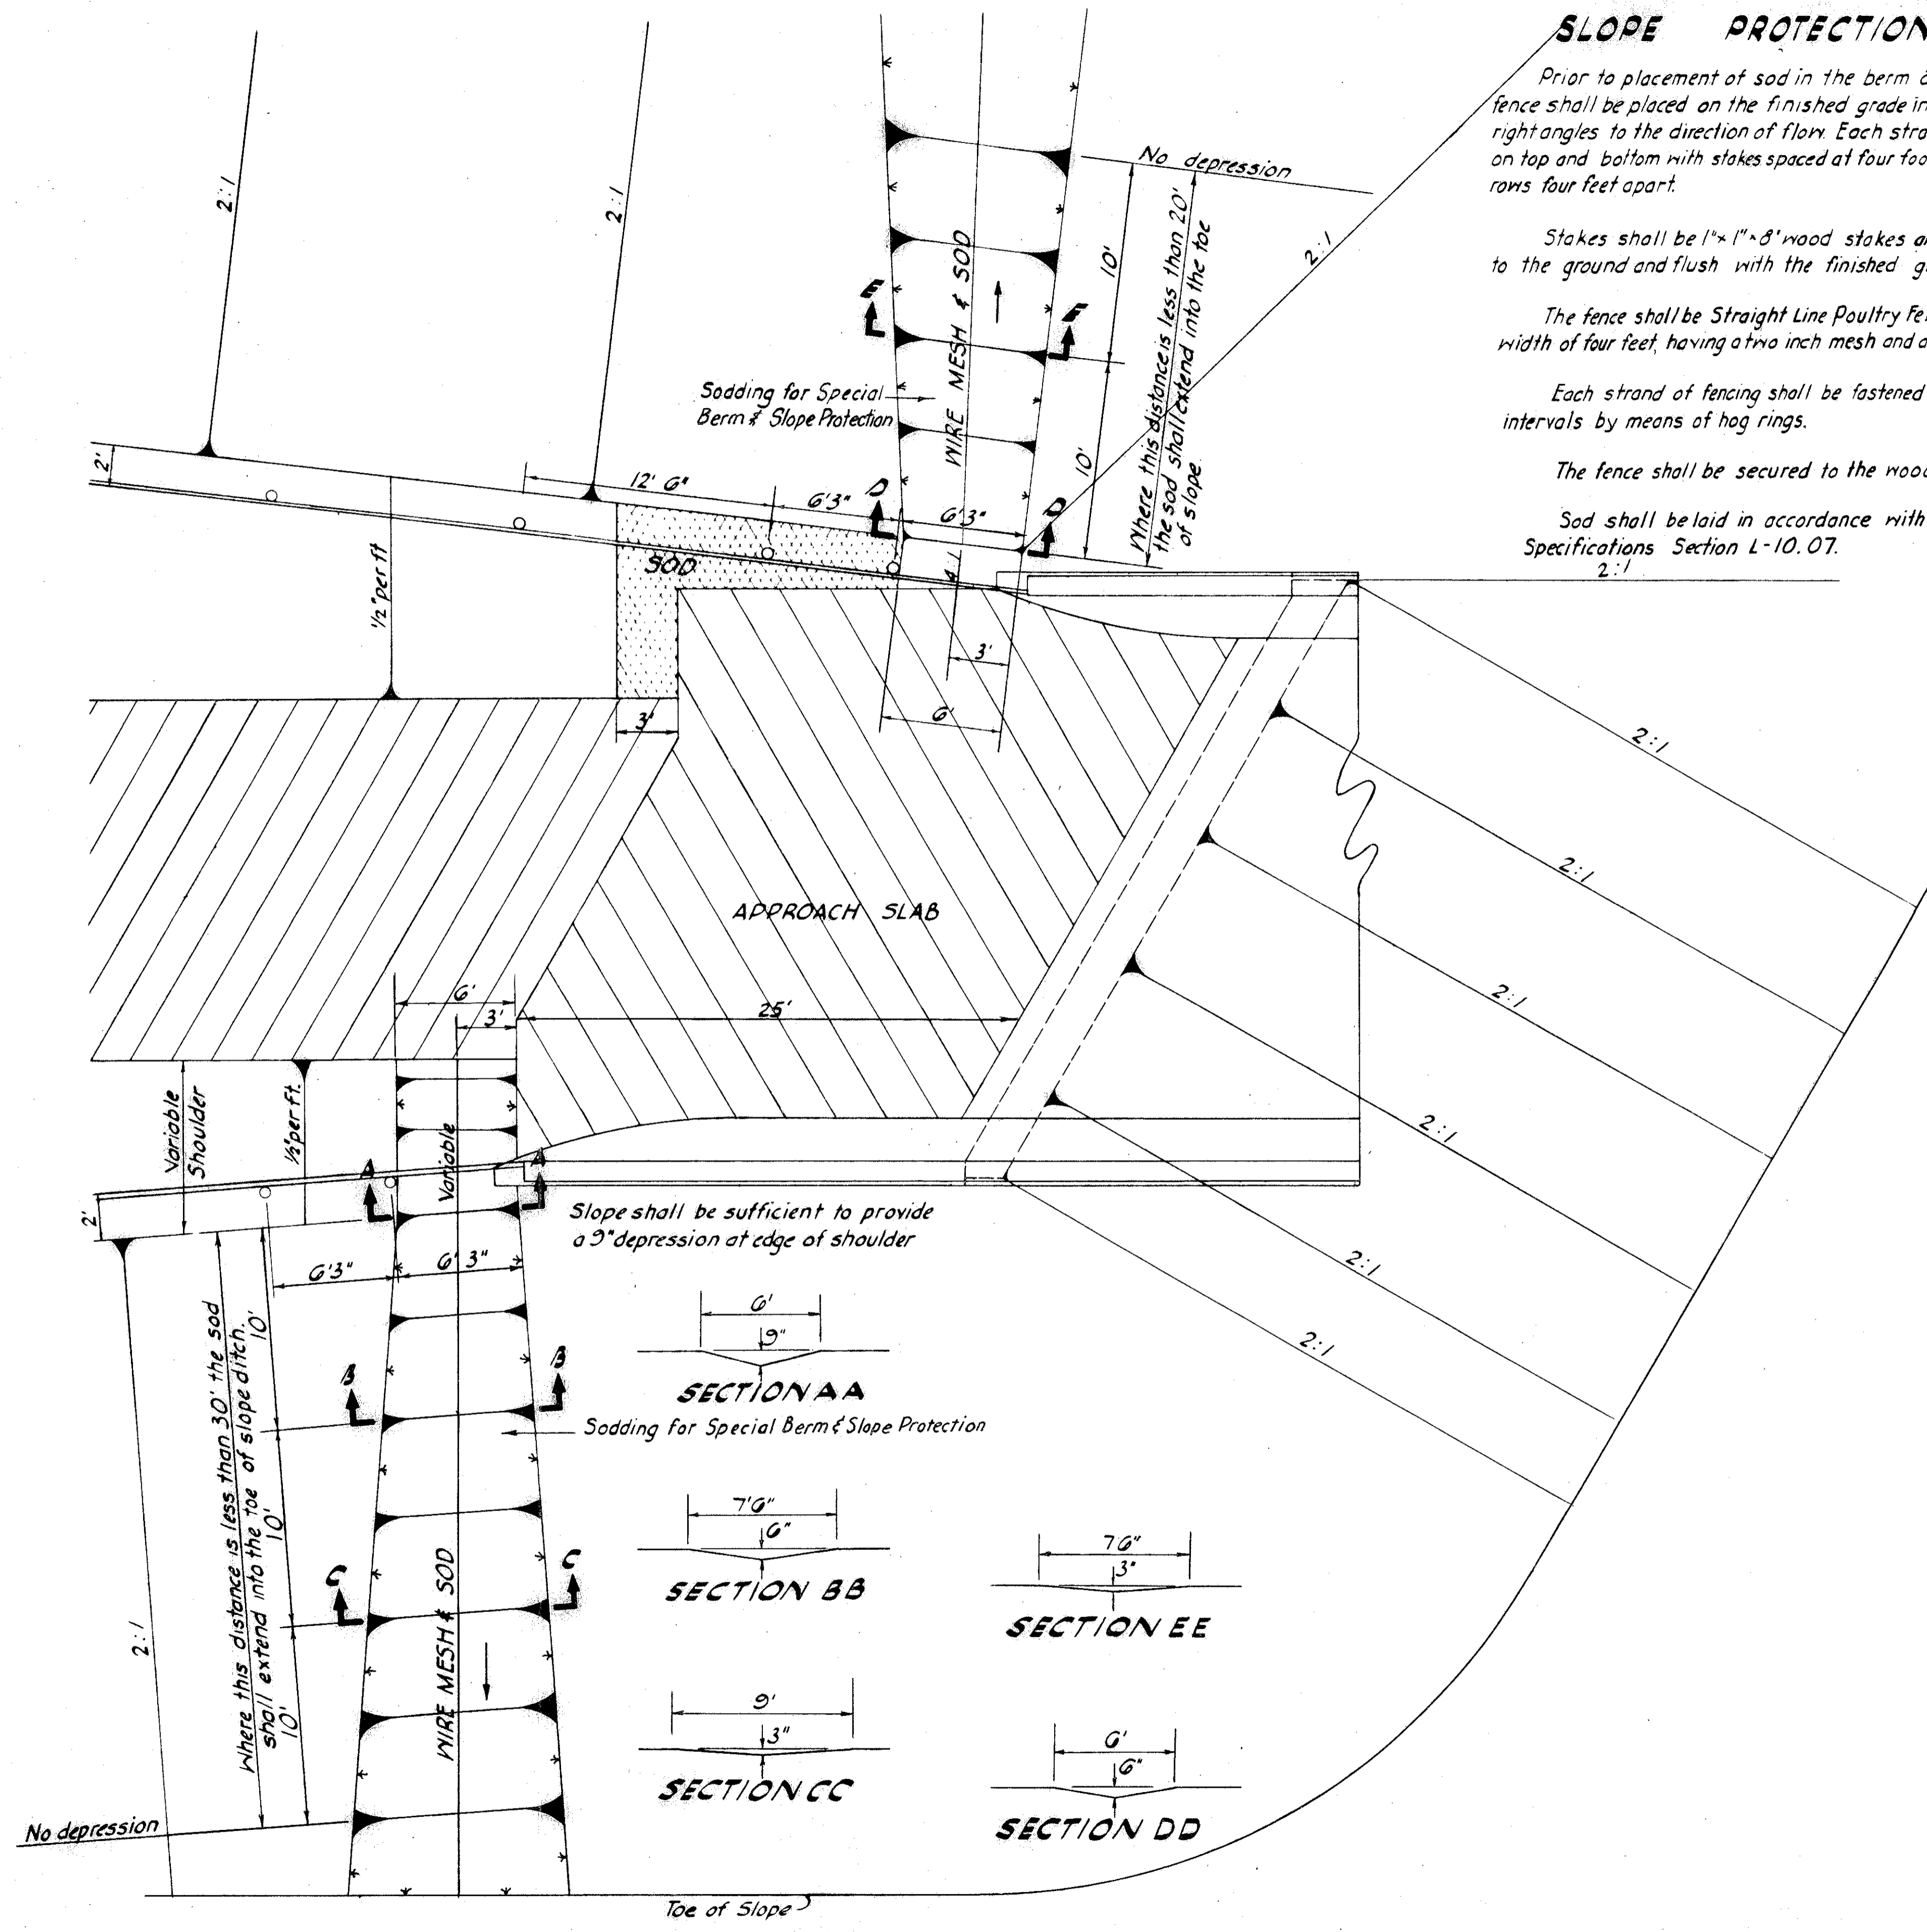 SLOPE PROTECTION
Prior to placement of sod in the berm
fence shall be placed on the finished grade in
right angles to the direction of flow. Each
on top and bottom with stakes spaced at four
rows four feet apart.
Stakes shall be 1"x 1"x 8' wood stakes
to the ground and flush with the finished
The fence shall be Straight Line Poultry
width of four feet, having a two inch mesh and
Each strand of fencing shall be fastened
intervals by means of hog rings.
The fence shall be secured to the
Sod shall be laid in accordance with
Specifications Section L-10.07.
2:1
2:1
2:1
2:1
No depression
10'
10'
Where this distance is less than 20'
the sod shall extend into the toe
of slope.
E
E
WIRE MESH & SOD
Sodding for Special
Berm & Slope Protection
2'
12' 6"
6'3"
6'3"
D
D
SOD
4'
1/2" per ft
3'
3'
6'
2:1
2:1
2:1
2:1
2:1
2:1
APPROACH SLAB
6'
3'
25'
Variable
Shoulder
1/2" per ft.
Variable
A
A
2'
Slope shall be sufficient to provide
a 9" depression at edge of shoulder
6'3"
6' 3"
Where this distance is less than 30' the sod
shall extend into the toe of slope ditch.
10'
10'
10'
2:1
B
B
C
C
WIRE MESH & SOD
No depression
Toe of Slope
6'
9"
SECTION AA
Sodding for Special Berm & Slope Protection
7'6"
6"
SECTION BB
7'6"
3"
SECTION EE
9'
3"
SECTION CC
6'
6"
SECTION DD